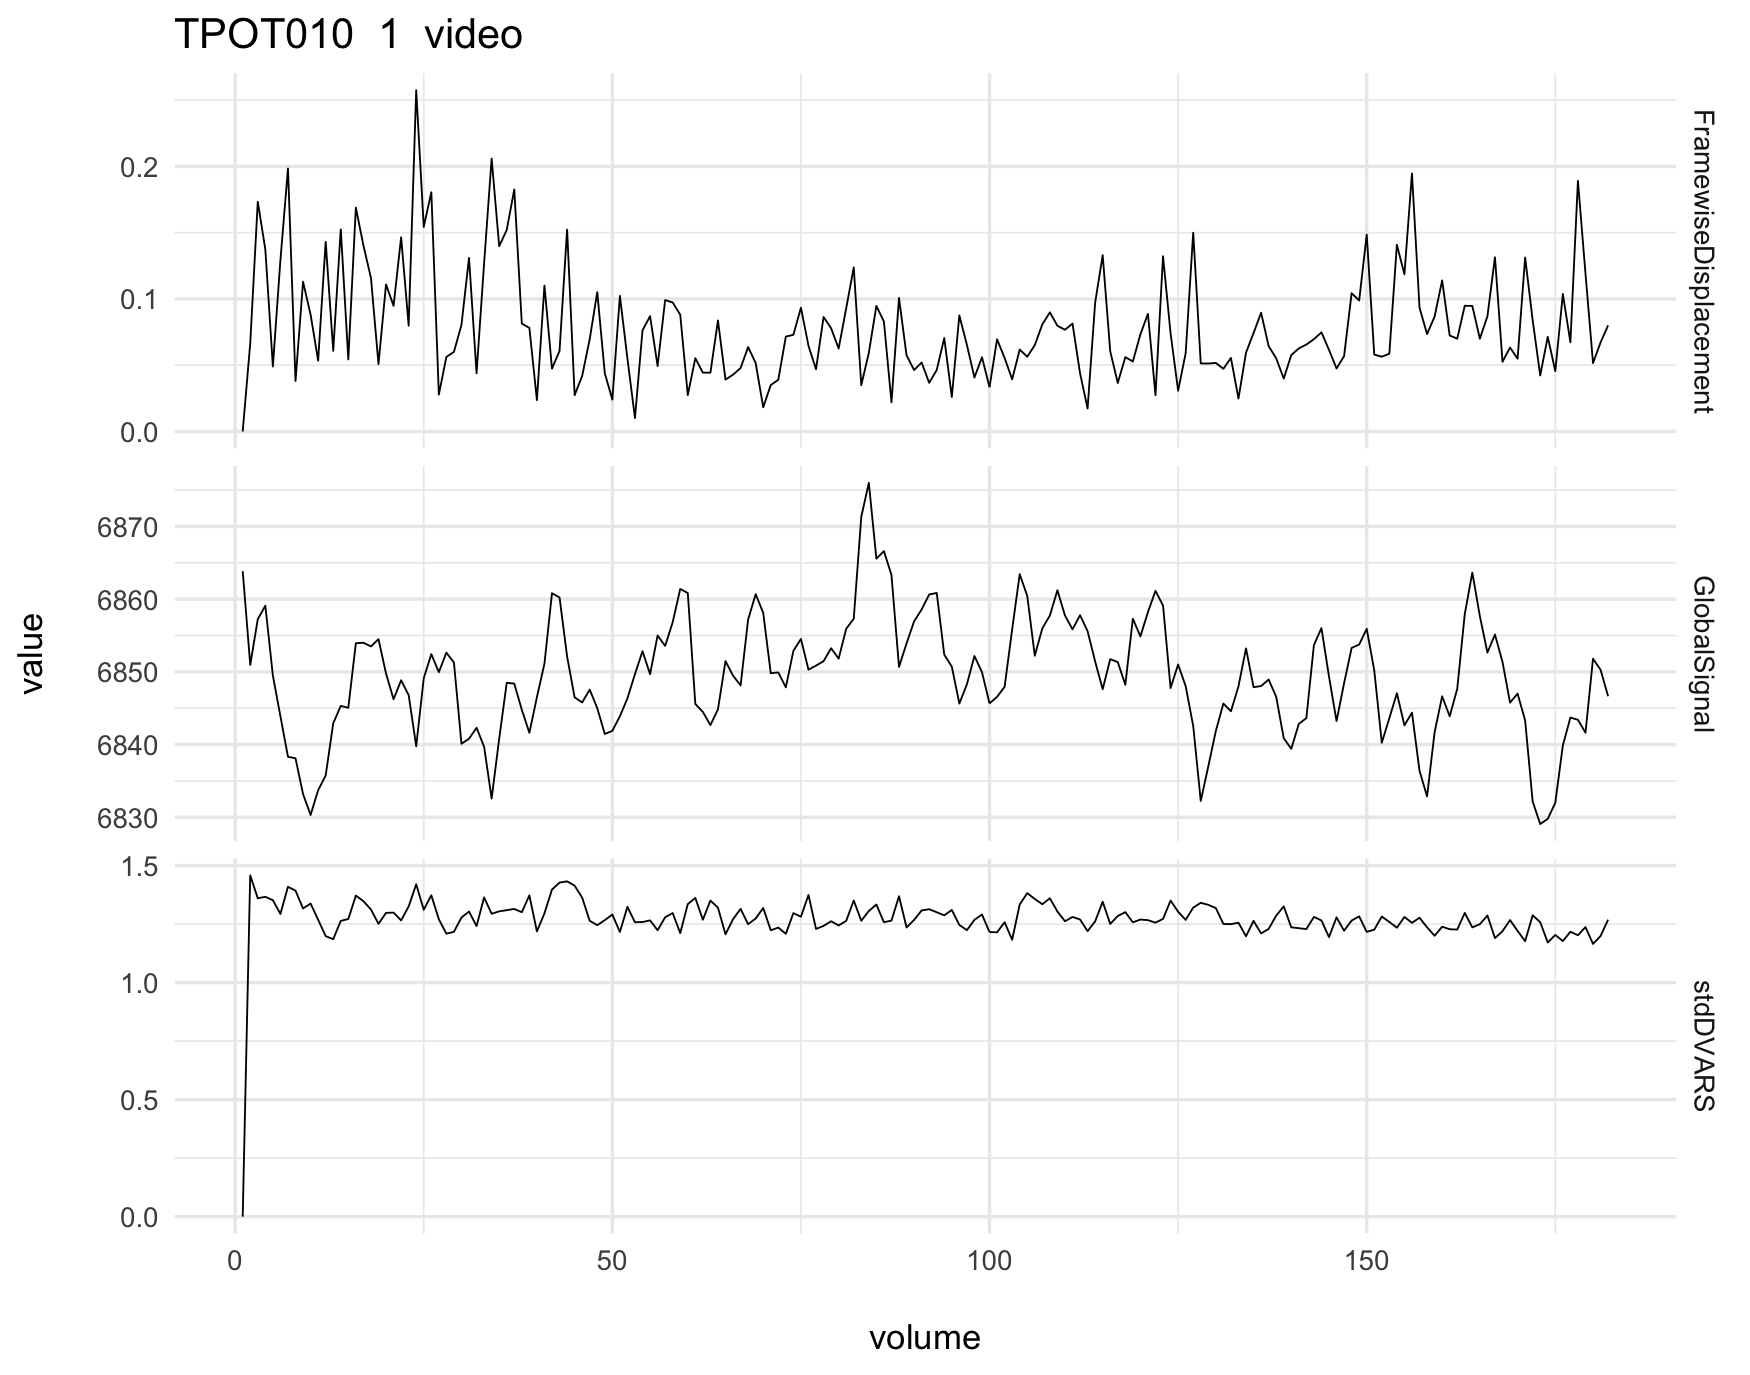 TPOT010 1 video
0.2
0.1
0.0
FramewiseDisplacement
6870
6860
6850
6840
6830
GlobalSignal
value
1.5
1.0
0.5
0.0
stdDVARS
0 50 100 150
volume